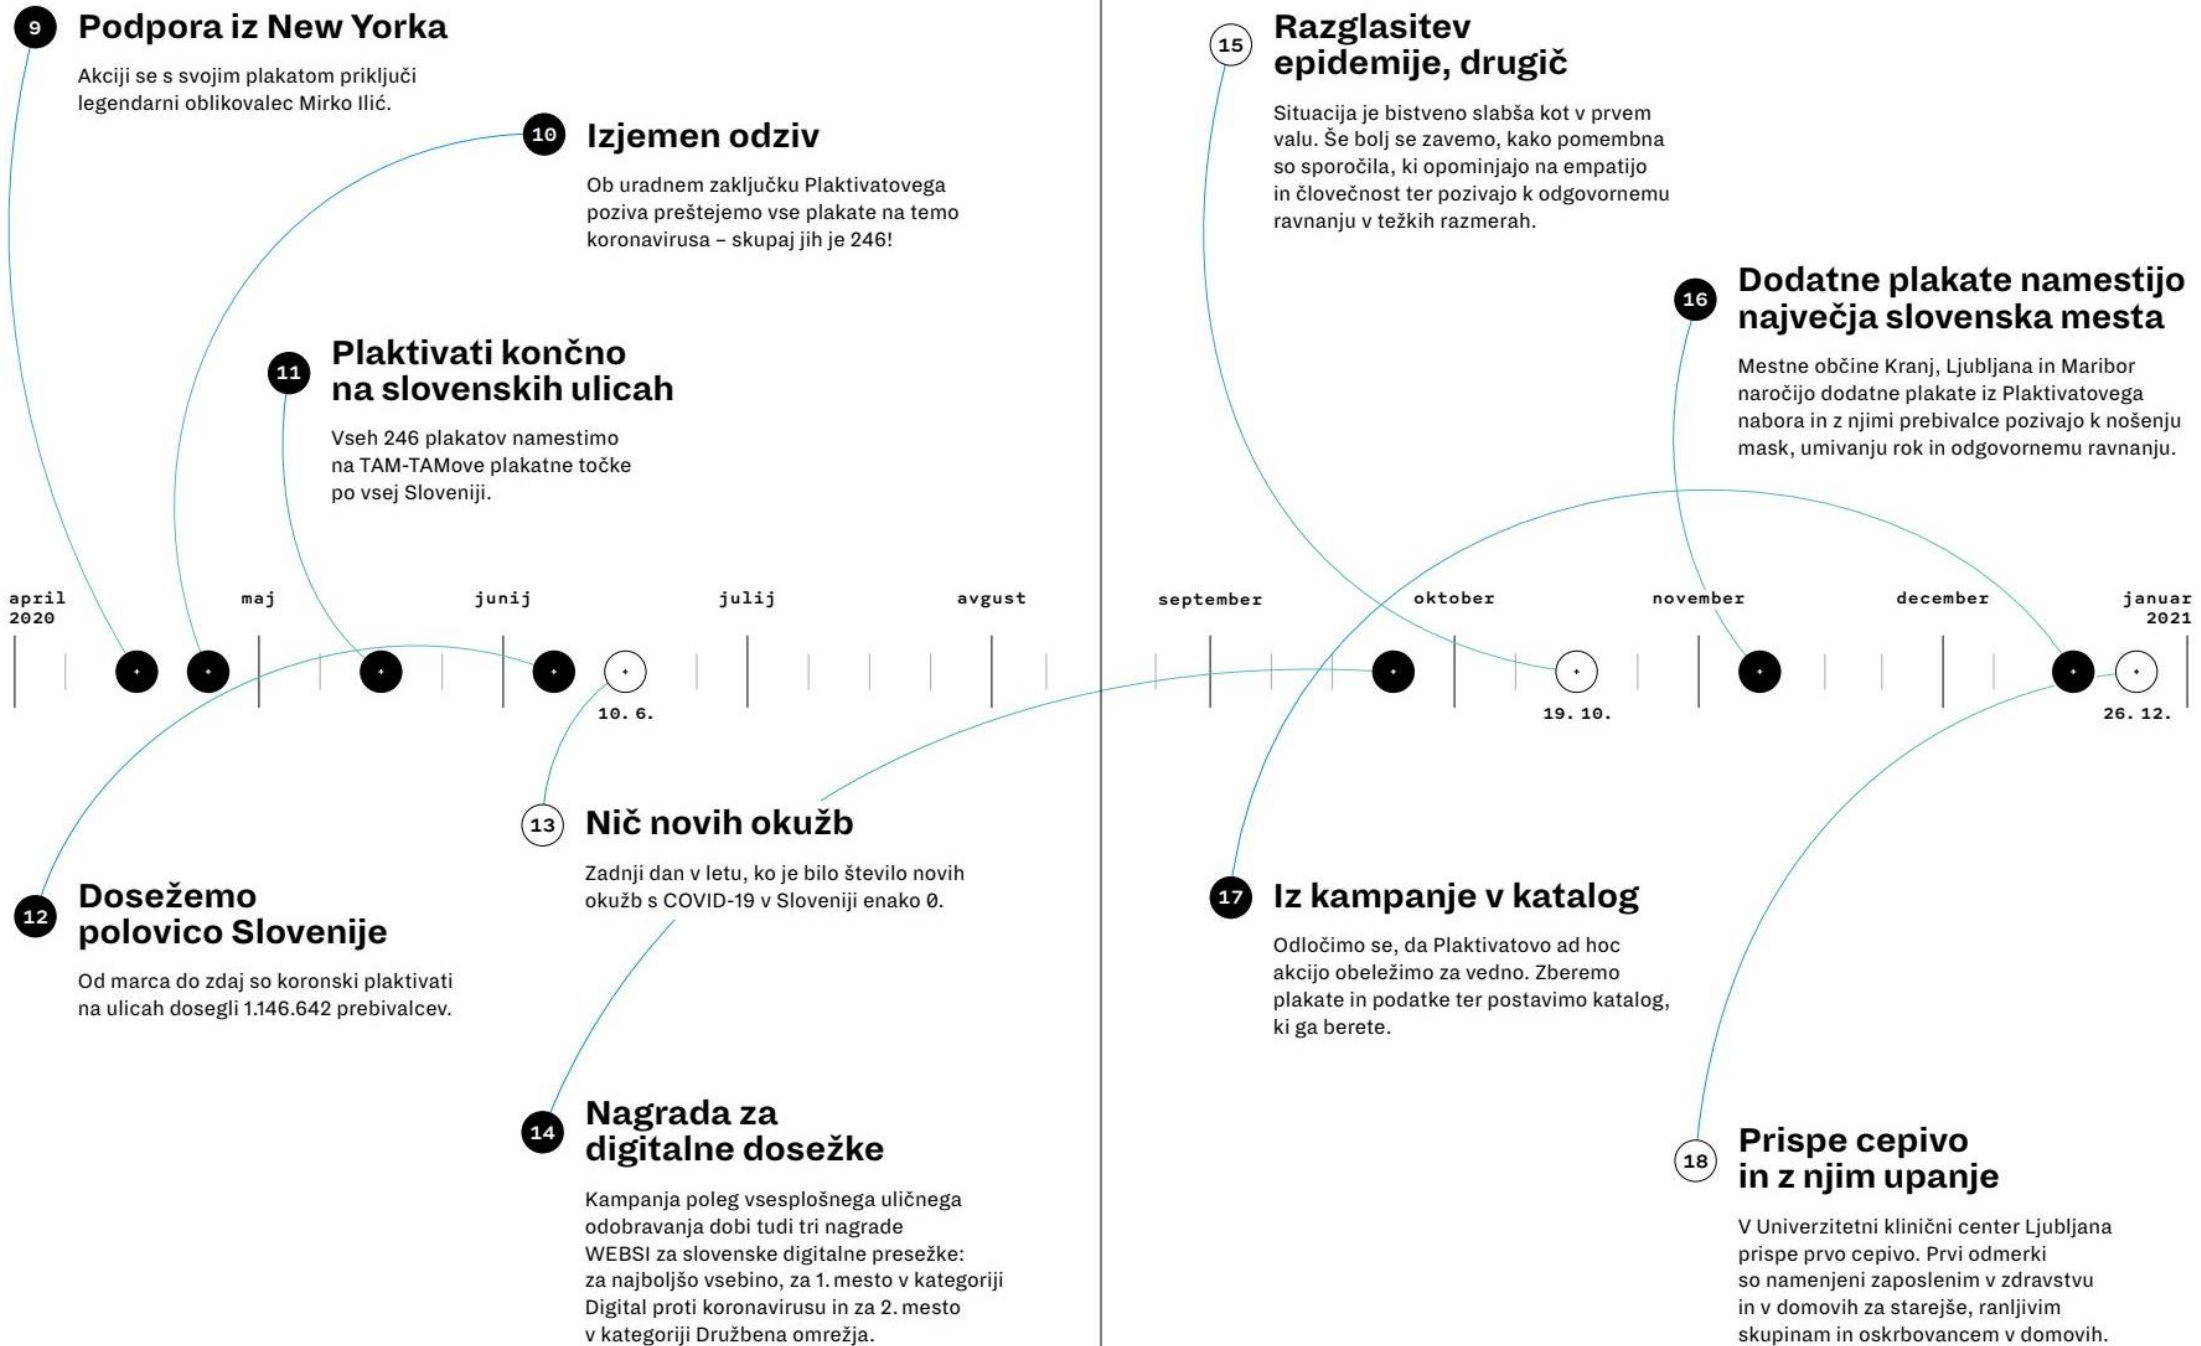 9
Podpora iz New Yorka
Akciji se s svojim plakatom priključi
legendarni oblikovalec Mirko Ilić.
10
Izjemen odziv
Ob uradnem zaključku Plaktivatovega
poziva preštejemo vse plakate na temo
koronavirusa – skupaj jih je 246!
11
Plaktivati končno
na slovenskih ulicah
Vseh 246 plakatov namestimo
na TAM-TAMove plakatne točke
po vsej Sloveniji.
15
Razglasitev
epidemije, drugič
Situacija je bistveno slabša kot v prvem
valu. Še bolj se zavemo, kako pomembna
so sporočila, ki opominjajo na empatijo
in človečnost ter pozivajo k odgovornemu
ravnanju v težkih razmerah.
16
Dodatne plakate namestijo
največja slovenska mesta
Mestne občine Kranj, Ljubljana in Maribor
naročijo dodatne plakate iz Plaktivatovega
nabora in z njimi prebivalce pozivajo k nošenju
mask, umivanju rok in odgovornemu ravnanju.
april
2020
maj
junij
julij
avgust
september
oktober
november
december
januar
2021
10. 6.
19. 10.
26. 12.
12
Dosežemo
polovico Slovenije
Od marca do zdaj so koronski plaktivati
na ulicah dosegli 1.146.642 prebivalcev.
13
Nič novih okužb
Zadnji dan v letu, ko je bilo število novih
okužb s COVID-19 v Sloveniji enako 0.
14
Nagrada za
digitalne dosežke
Kampanja poleg vsesplošnega uličnega
odobravanja dobi tudi tri nagrade
WEBSI za slovenske digitalne presežke:
za najboljšo vsebino, za 1. mesto v kategoriji
Digital proti koronavirusu in za 2. mesto
v kategoriji Družbena omrežja.
17
Iz kampanje v katalog
Odločimo se, da Plaktivatovo ad hoc
akcijo obeležimo za vedno. Zberemo
plakate in podatke ter postavimo katalog,
ki ga berete.
18
Prispe cepivo
in z njim upanje
V Univerzitetni klinični center Ljubljana
prispe prvo cepivo. Prvi odmerki
so namenjeni zaposlenim v zdravstvu
in v domovih za starejše, ranljivim
skupinam in oskrbovancem v domovih.